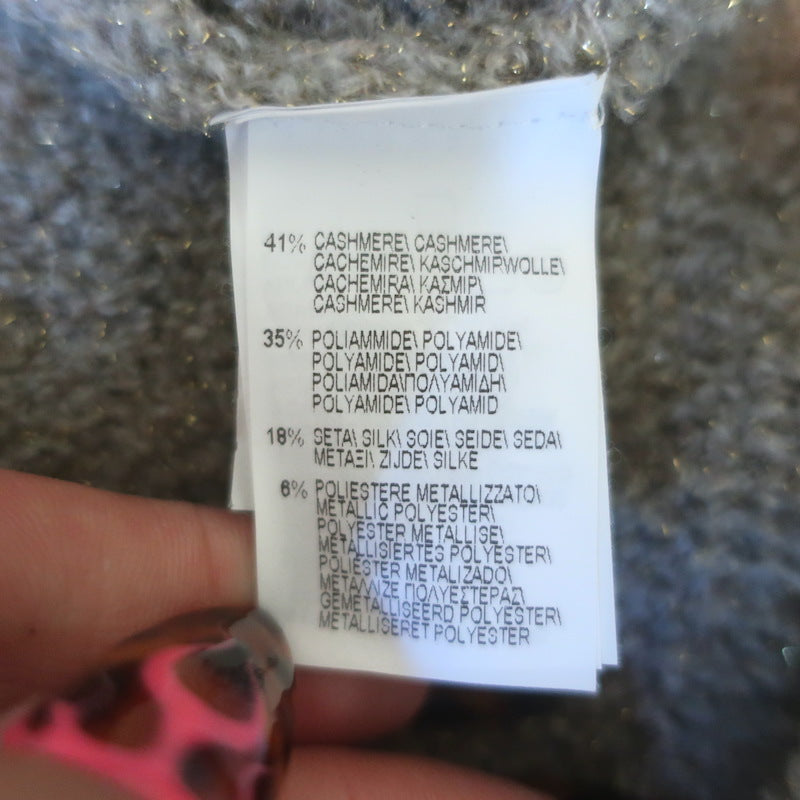 41% CASHMERE\ CASHMERE\
CACHEMIRE\ KASCHMIRWOLLE\
CACHEMIRA\ ΚΑΣΜΙΡ\
CASHMERE\ KASHMIR
35% POLIAMMIDE\ POLYAMIDE\
POLYAMIDE\ POLYAMID\
POLIAMIDA\ΠΟΛΥΑΜΙΔΗ\
POLYAMIDE\ POLYAMID
18% SETA\ SILK\ SOIE\ SEIDE\ SEDA\
ΜΕΤΑΞΙ\ ZIJDE\ SILKE
6% POLIESTERE METALLIZZATO\
METALLIC POLYESTER\
POLYESTER METALLISE\
METALLISIERTES POLYESTER\
POLIESTER METALIZADO\
ΜΕΤΑΛΛΙΖΕ ΠΟΛΥΕΣΤΕΡΑΣ\
GEMETALLISEERD POLYESTER\
METALLISERET POLYESTER